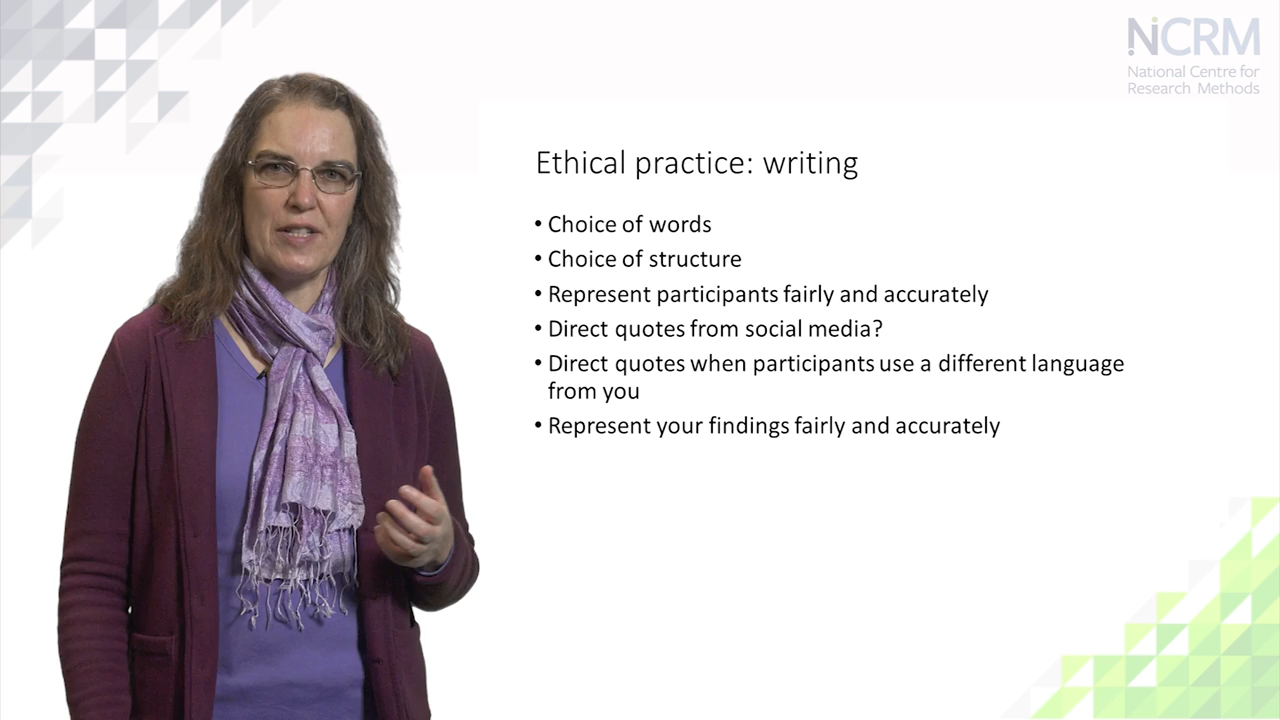 NCRM
National Centre for
Research Methods
Ethical practice: writing
• Choice of words
• Choice of structure
• Represent participants fairly and accurately
• Direct quotes from social media?
• Direct quotes when participants use a different language
from you
• Represent your findings fairly and accurately